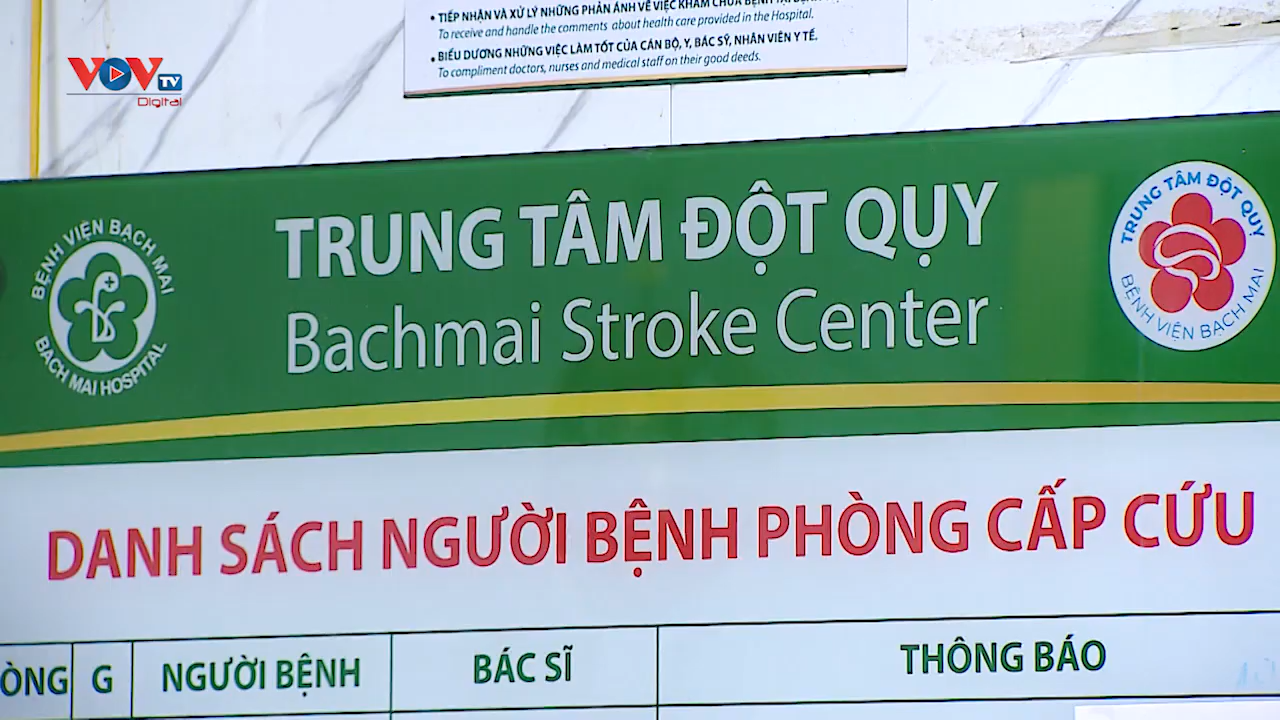 • TIẾP NHẬN VÀ XỬ LÝ NHỮNG PHẢN ÁNH VỀ VIỆC KHÁM CHỮA BỆNH TẠI
To receive and handle the comments about health care provided in the Hospital.
• BIỂU DƯƠNG NHỮNG VIỆC LÀM TỐT CỦA CÁN BỘ, Y, BÁC SỸ, NHÂN VIÊN Y TẾ.
To compliment doctors, nurses and medical staff on their good deeds.
VOV TV
Digital
BỆNH VIỆN BẠCH MAI
BACH MAI HOSPITAL
TRUNG TÂM ĐỘT QUỴ
Bachmai Stroke Center
TRUNG TÂM ĐỘT QUỴ
BỆNH VIỆN BẠCH MAI
DANH SÁCH NGƯỜI BỆNH PHÒNG CẤP CỨU
ÒNG G NGƯỜI BỆNH BÁC SĨ THÔNG BÁO